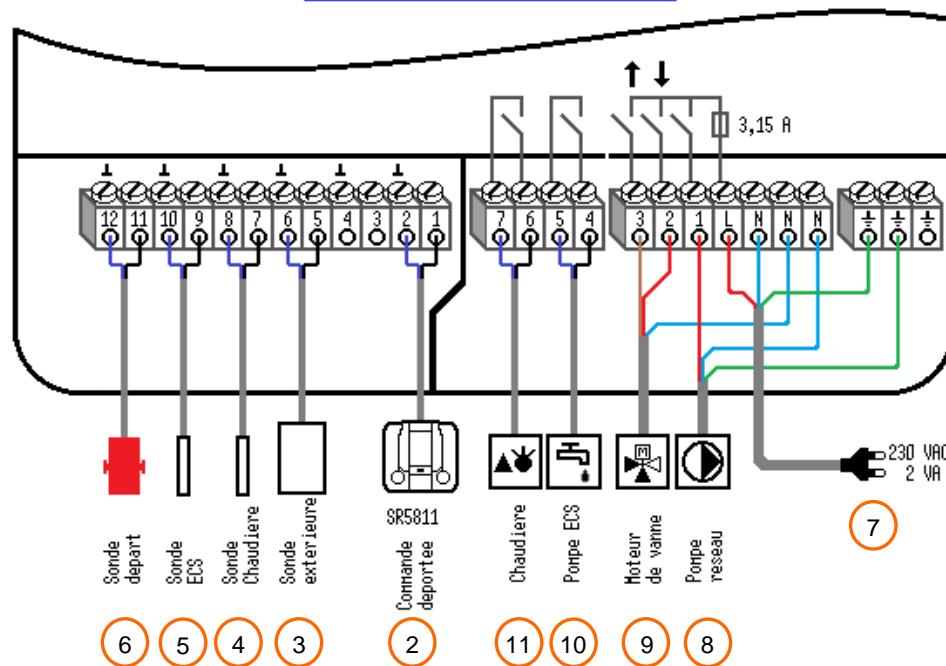 3,15 A
12 11 10 9 8 7 6 5 4 3 2 1
7 6 5 4
3 2 1 L N N N
M
230 VAC
2 VA
7
SR5811
Sonde
depart
Sonde
ECS
Sonde
Chaudiere
Sonde
exterieure
Commande
deportee
Chaudiere
Pompe ECS
Moteur
de vanne
Pompe
reseau
6 5 4 3 2 11 10 9 8